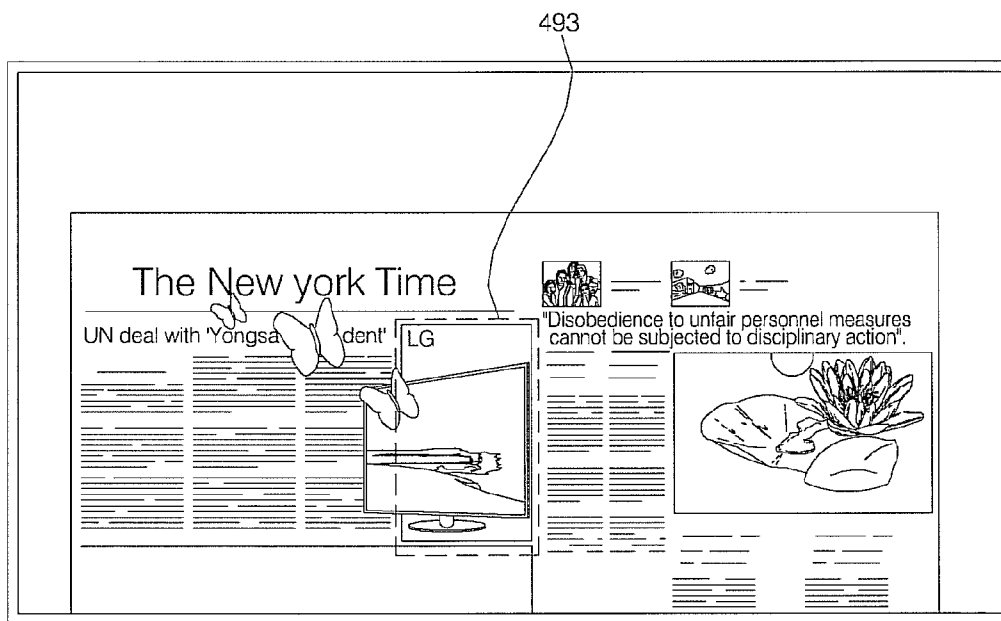 493
The New york Time
UN deal with 'Yongsa dent'
LG
"Disobedience to unfair personnel measures
cannot be subjected to disciplinary action".